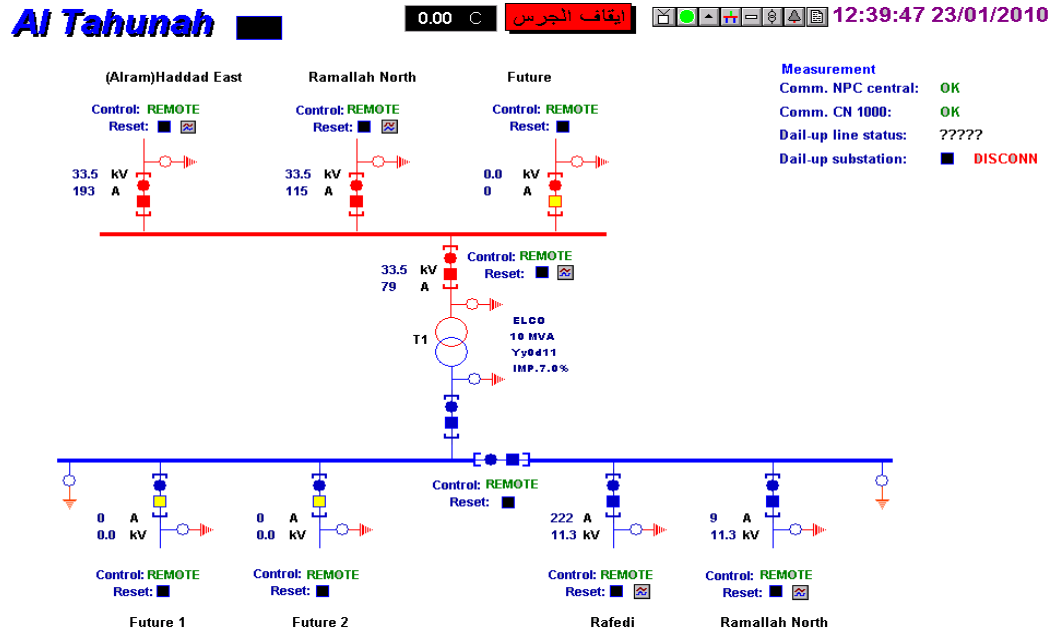 Al Tahunah
0.00 C
ايقاف الجرس
12:39:47 23/01/2010
(Alram)Haddad East
Ramallah North
Future
Measurement
Comm. NPC central: OK
Comm. CN 1000: OK
Dail-up line status: ?????
Dail-up substation: DISCONN
Control: REMOTE
Reset:
Control: REMOTE
Reset:
Control: REMOTE
Reset:
33.5 kV
193 A
33.5 kV
115 A
0.0 kV
0 A
Control: REMOTE
Reset:
33.5 kV
79 A
T1
ELCO
10 MVA
Yy0d11
IMP.7.0%
Control: REMOTE
Reset:
0 A
0.0 kV
0 A
0.0 kV
222 A
11.3 kV
9 A
11.3 kV
Control: REMOTE
Reset:
Control: REMOTE
Reset:
Control: REMOTE
Reset:
Control: REMOTE
Reset:
Future 1
Future 2
Rafedi
Ramallah North